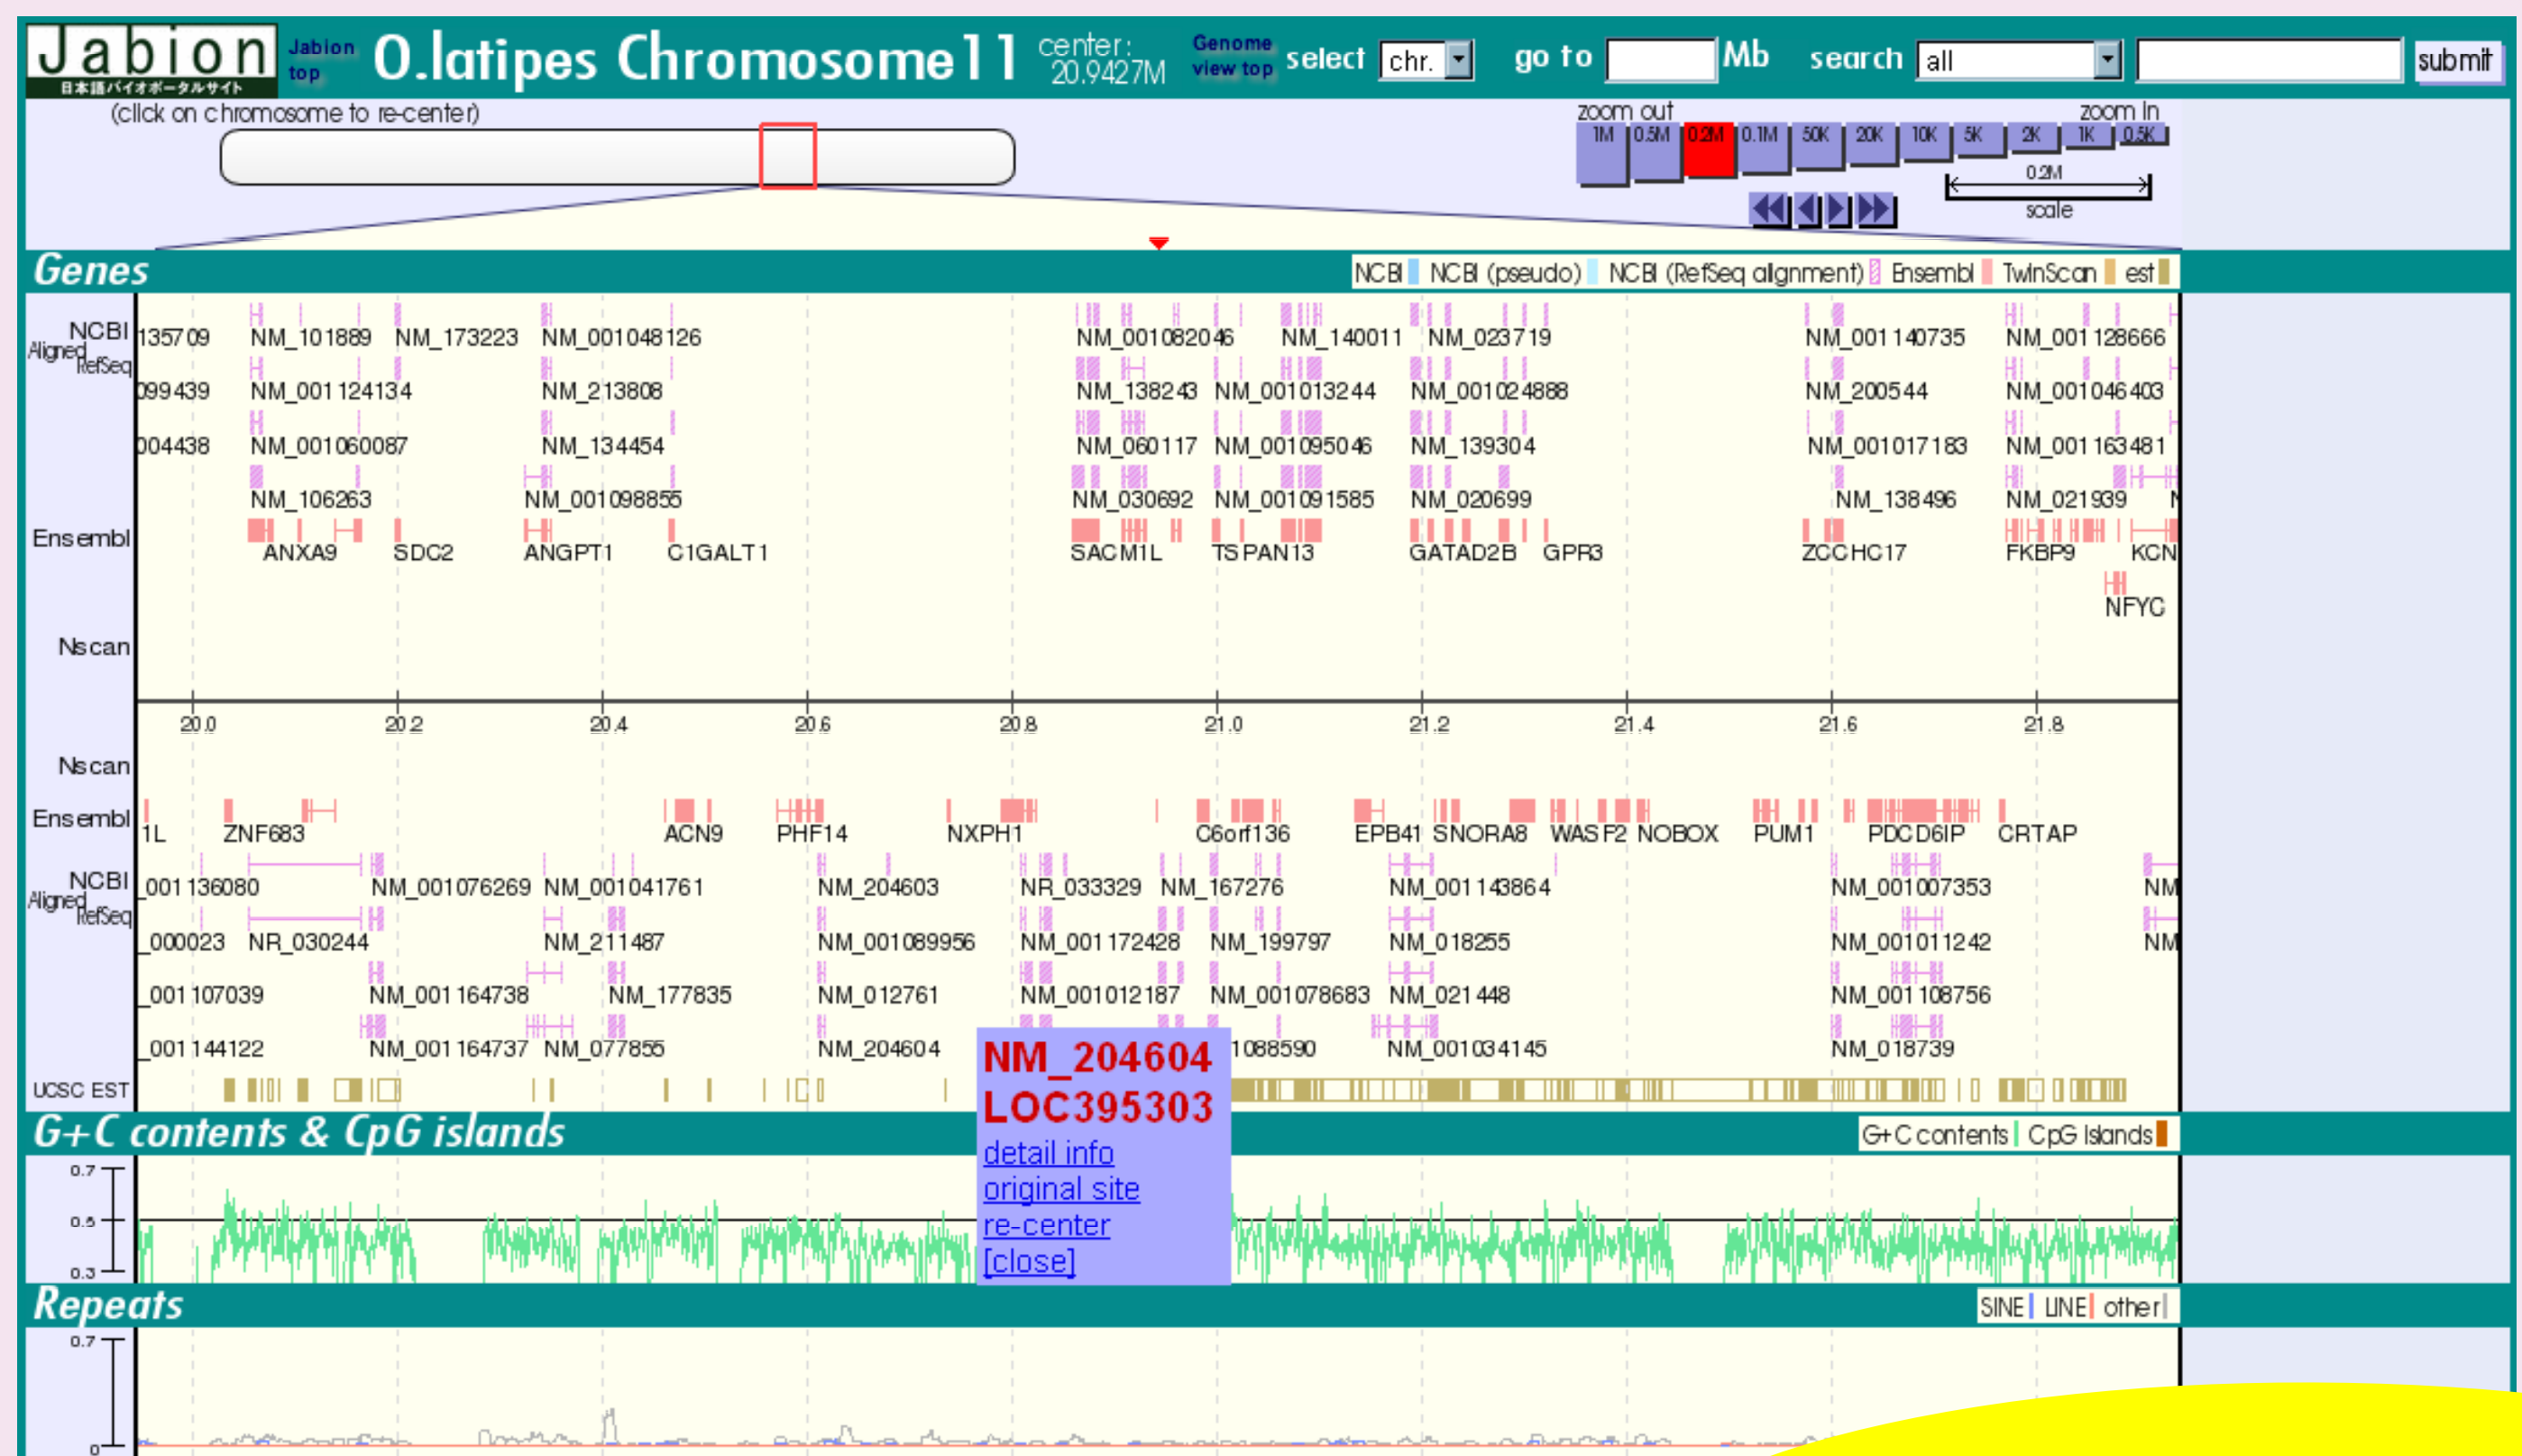 Jabion
日本語バイオポータルサイト
Jabion top
O.latipes Chromosome11
center: 20.9427M
Genome view top
select chr. go to Mb search all submit
(click on chromosome to re-center)
zoom out zoom in
1M 0.5M 0.2M 0.1M 50K 20K 10K 5K 2K 1K 0.5K
0.2M
scale
Genes
NCBI NCBI (pseudo) NCBI (RefSeq alignment) Ensembl TwinScan est
NCBI Aligned RefSeq
135709 NM_101889 NM_173223 NM_001048126 NM_001082046 NM_140011 NM_023719 NM_001140735 NM_001128666
099439 NM_001124134 NM_213808 NM_138243 NM_001013244 NM_001024888 NM_200544 NM_001046403
004438 NM_001060087 NM_134454 NM_060117 NM_001095046 NM_139304 NM_001017183 NM_001163481
NM_106263 NM_001098855 NM_030692 NM_001091585 NM_020699 NM_138496 NM_021939
Ensembl
ANXA9 SDC2 ANGPT1 C1GALT1 SACM1L TSPAN13 GATAD2B GPR3 ZCCHC17 FKBP9 KCN
NFYC
Nscan
20.0 20.2 20.4 20.6 20.8 21.0 21.2 21.4 21.6 21.8
Nscan
Ensembl
1L ZNF683 ACN9 PHF14 NXPH1 C6orf136 EPB41 SNORA8 WASF2 NOBOX PUM1 PDCD6IP CRTAP
NCBI Aligned RefSeq
_001136080 NM_001076269 NM_001041761 NM_204603 NR_033329 NM_167276 NM_001143864 NM_001007353 NM
_000023 NR_030244 NM_211487 NM_001089956 NM_001172428 NM_199797 NM_018255 NM_001011242 NM
_001107039 NM_001164738 NM_177835 NM_012761 NM_001012187 NM_001078683 NM_021448 NM_001108756
_001144122 NM_001164737 NM_077855 NM_204604 1088590 NM_001034145 NM_018739
UCSC EST
NM_204604
LOC395303
detail info
original site
re-center
[close]
G+C contents & CpG islands
G+C contents CpG islands
0.7
0.5
0.3
Repeats
SINE LINE other
0.7
0